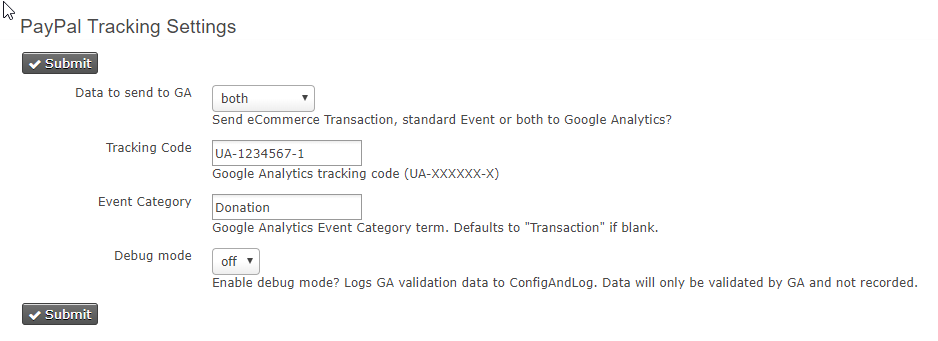 PayPal Tracking Settings
Submit
Data to send to GA both
Send eCommerce Transaction, standard Event or both to Google Analytics?
Tracking Code UA-1234567-1
Google Analytics tracking code (UA-XXXXXX-X)
Event Category Donation
Google Analytics Event Category term. Defaults to "Transaction" if blank.
Debug mode off
Enable debug mode? Logs GA validation data to ConfigAndLog. Data will only be validated by GA and not recorded.
Submit